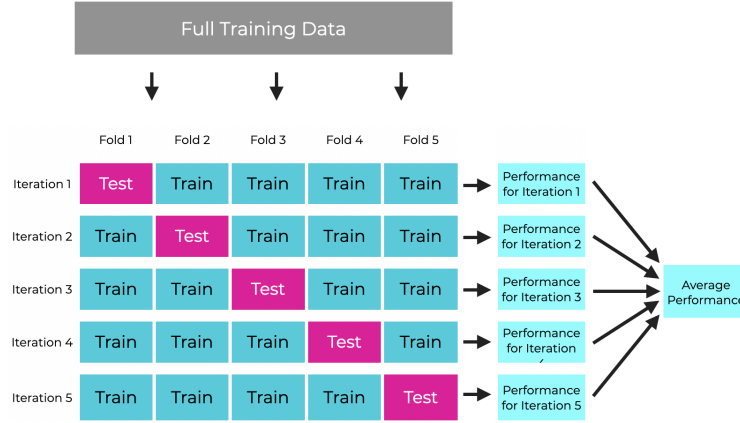 Full Training Data
Fold 1 Fold 2 Fold 3 Fold 4 Fold 5
Iteration 1 Test Train Train Train Train Performance
for Iteration 1
Iteration 2 Train Test Train Train Train Performance
for Iteration 2
Iteration 3 Train Train Test Train Train Performance
for Iteration 3
Average
Performance
Iteration 4 Train Train Train Test Train Performance
for Iteration
Iteration 5 Train Train Train Train Test Performance
for Iteration 5